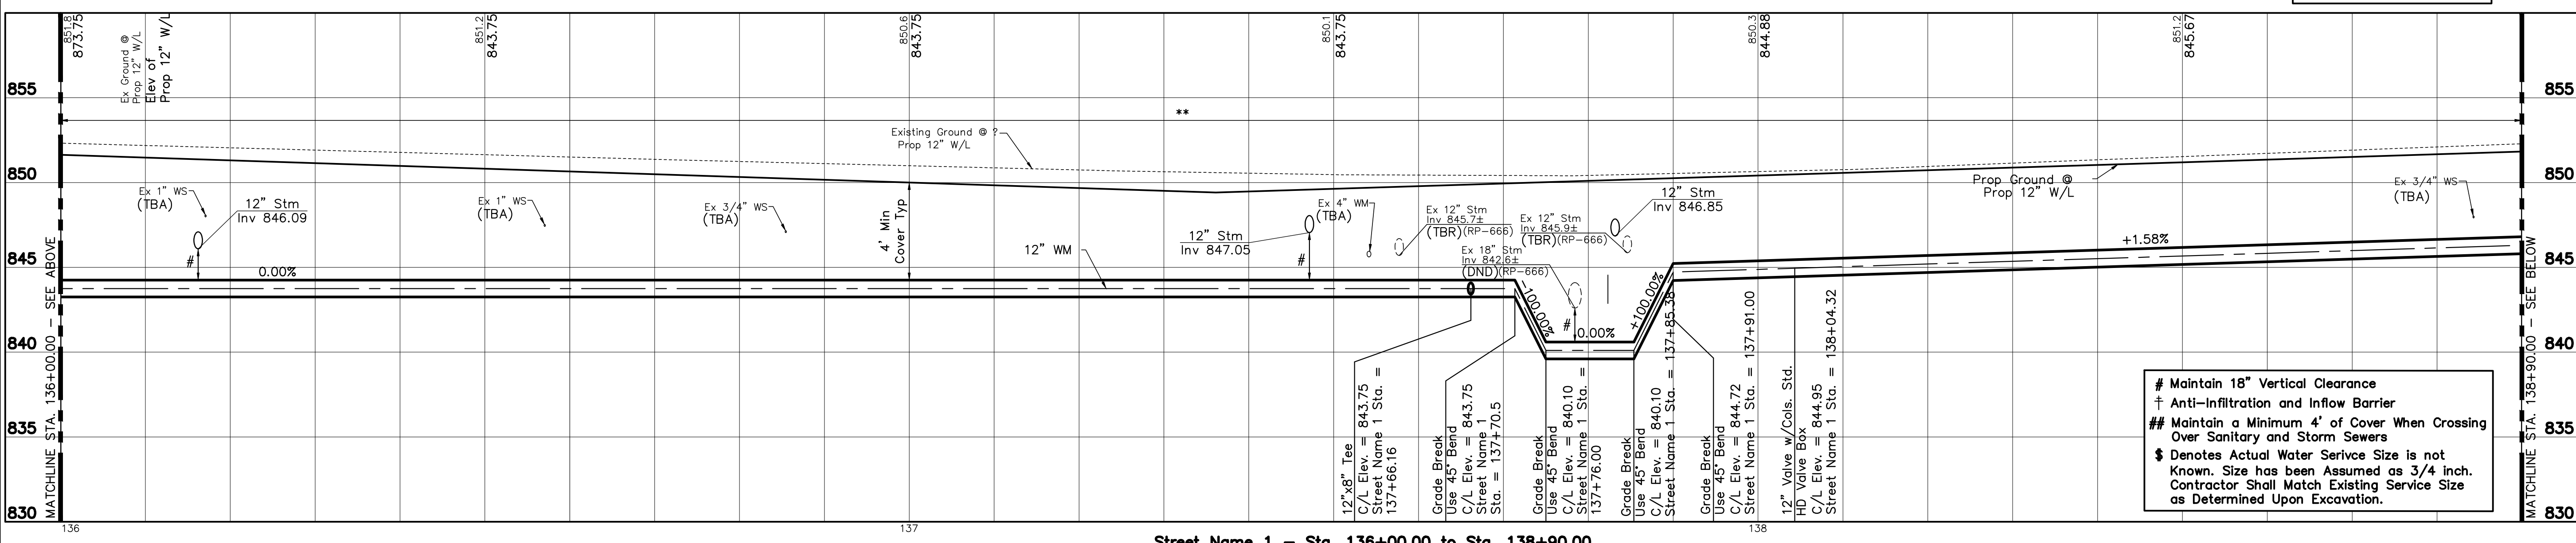 851.8
873.75
851.2
843.75
850.6
843.75
850.1
843.75
850.3
844.88
851.2
845.67
Ex Ground @
Prop 12" W/L
Elev of
Prop 12" W/L
855
855
**
Existing Ground @ ?
Prop 12" W/L
850
850
Ex 1" WS
(TBA)
12" Stm
Inv 846.09
#
Ex 1" WS
(TBA)
Ex 3/4" WS
(TBA)
4' Min
Cover Typ
12" WM
12" Stm
Inv 847.05
#
Ex 4" WM
(TBA)
Ex 12" Stm
Inv 845.7±
(TBR)(RP-666)
Ex 18" Stm
Inv 842.6±
(DND)(RP-666)
Ex 12" Stm
Inv 845.9±
(TBR)(RP-666)
12" Stm
Inv 846.85
Prop Ground @
Prop 12" W/L
Ex 3/4" WS
(TBA)
845
845
0.00%
-100.00%
#
0.00%
+100.00%
+1.58%
840
840
835
835
830
830
MATCHLINE STA. 136+00.00 - SEE ABOVE
12"x8" Tee
C/L Elev. = 843.75
Street Name 1 Sta. =
137+66.16
Grade Break
Use 45° Bend
C/L Elev. = 843.75
Street Name 1
Sta. = 137+70.5
Grade Break
Use 45° Bend
C/L Elev. = 840.10
Street Name 1 Sta. =
137+76.00
Grade Break
Use 45° Bend
C/L Elev. = 840.10
Street Name 1 Sta. = 137+85.38
Grade Break
Use 45° Bend
C/L Elev. = 844.72
Street Name 1 Sta. = 137+91.00
12" Valve w/Cols. Std.
HD Valve Box
C/L Elev. = 844.95
Street Name 1 Sta. = 138+04.32
MATCHLINE STA. 138+90.00 - SEE BELOW
# Maintain 18" Vertical Clearance
† Anti-Infiltration and Inflow Barrier
## Maintain a Minimum 4' of Cover When Crossing
Over Sanitary and Storm Sewers
$ Denotes Actual Water Serivce Size is not
Known. Size has been Assumed as 3/4 inch.
Contractor Shall Match Existing Service Size
as Determined Upon Excavation.
136
137
138
Street Name 1 - Sta. 136+00.00 to Sta. 138+90.00